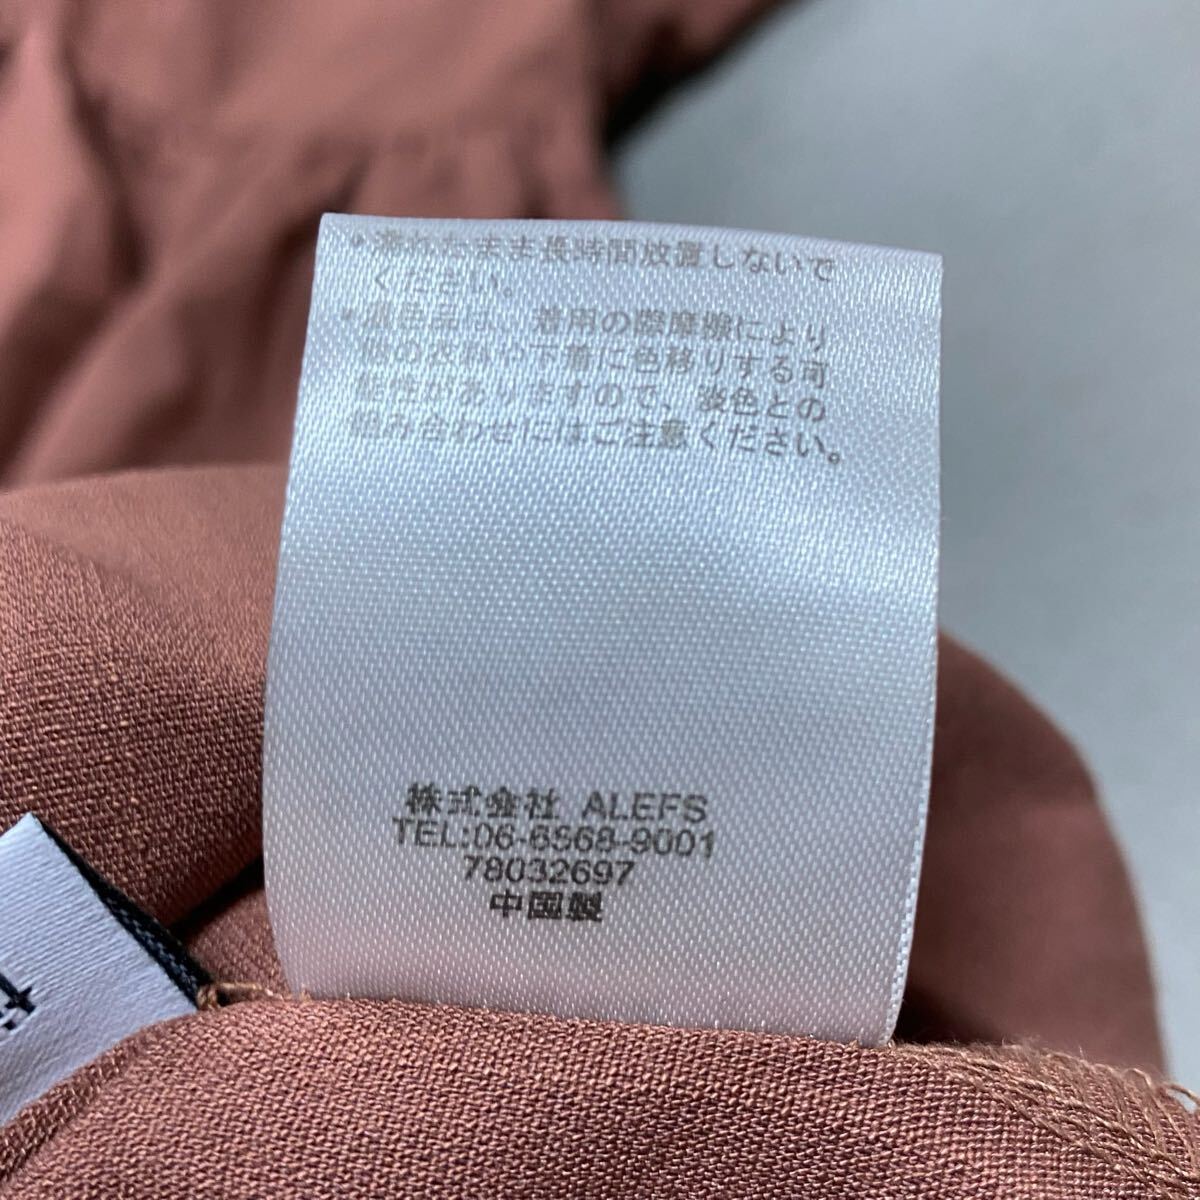 ・濡れたまま長時間放置しないで
ください。
・濃色品は、着用の際摩擦により
他の衣料や下着に色移りする可
能性がありますので、淡色との
組み合わせにはご注意ください。
株式会社 ALEFS
TEL:06-6568-9001
78032697
中国製